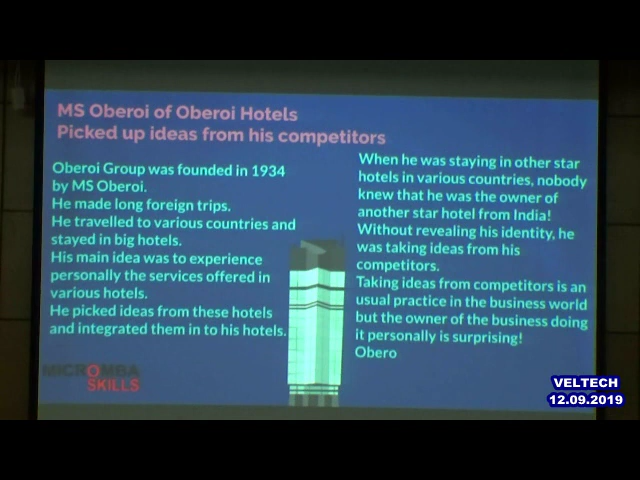 MS Oberoi of Oberoi Hotels
Picked up ideas from his competitors
Oberoi Group was founded in 1934
by MS Oberoi.
He made long foreign trips.
He travelled to various countries and
stayed in big hotels.
His main idea was to experience
personally the services offered in
various hotels.
He picked ideas from these hotels
and integrated them in to his hotels.
When he was staying in other star
hotels in various countries, nobody
knew that he was the owner of
another star hotel from India!
Without revealing his identity, he
was taking ideas from his
competitors.
Taking ideas from competitors is an
usual practice in the business world
but the owner of the business doing
it personally is surprising!
Obero
MICROMBA
SKILLS
VELTECH
12.09.2019